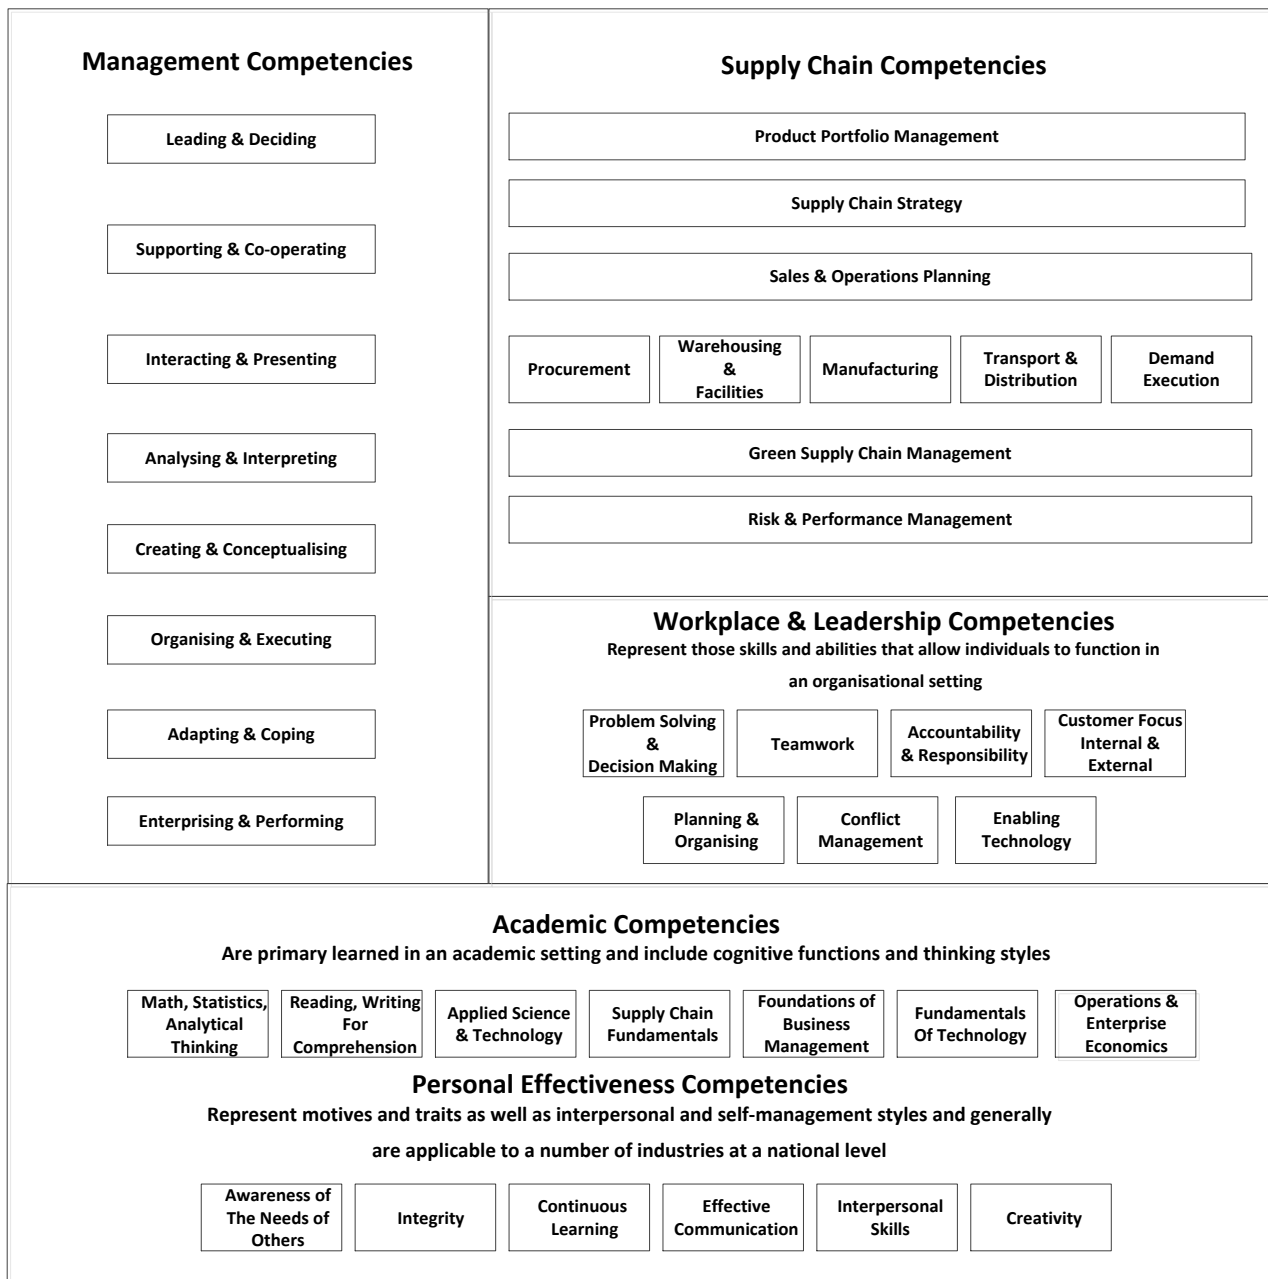 Management Competencies
Leading & Deciding
Supporting & Co-operating
Interacting & Presenting
Analysing & Interpreting
Creating & Conceptualising
Organising & Executing
Adapting & Coping
Enterprising & Performing
Supply Chain Competencies
Product Portfolio Management
Supply Chain Strategy
Sales & Operations Planning
Procurement
Warehousing
&
Facilities
Manufacturing
Transport &
Distribution
Demand
Execution
Green Supply Chain Management
Risk & Performance Management
Workplace & Leadership Competencies
Represent those skills and abilities that allow individuals to function in
an organisational setting
Problem Solving
&
Decision Making
Teamwork
Accountability
& Responsibility
Customer Focus
Internal &
External
Planning &
Organising
Conflict
Management
Enabling
Technology
Academic Competencies
Are primary learned in an academic setting and include cognitive functions and thinking styles
Math, Statistics,
Analytical
Thinking
Reading, Writing
For
Comprehension
Applied Science
& Technology
Supply Chain
Fundamentals
Foundations of
Business
Management
Fundamentals
Of Technology
Operations &
Enterprise
Economics
Personal Effectiveness Competencies
Represent motives and traits as well as interpersonal and self-management styles and generally
are applicable to a number of industries at a national level
Awareness of
The Needs of
Others
Integrity
Continuous
Learning
Effective
Communication
Interpersonal
Skills
Creativity